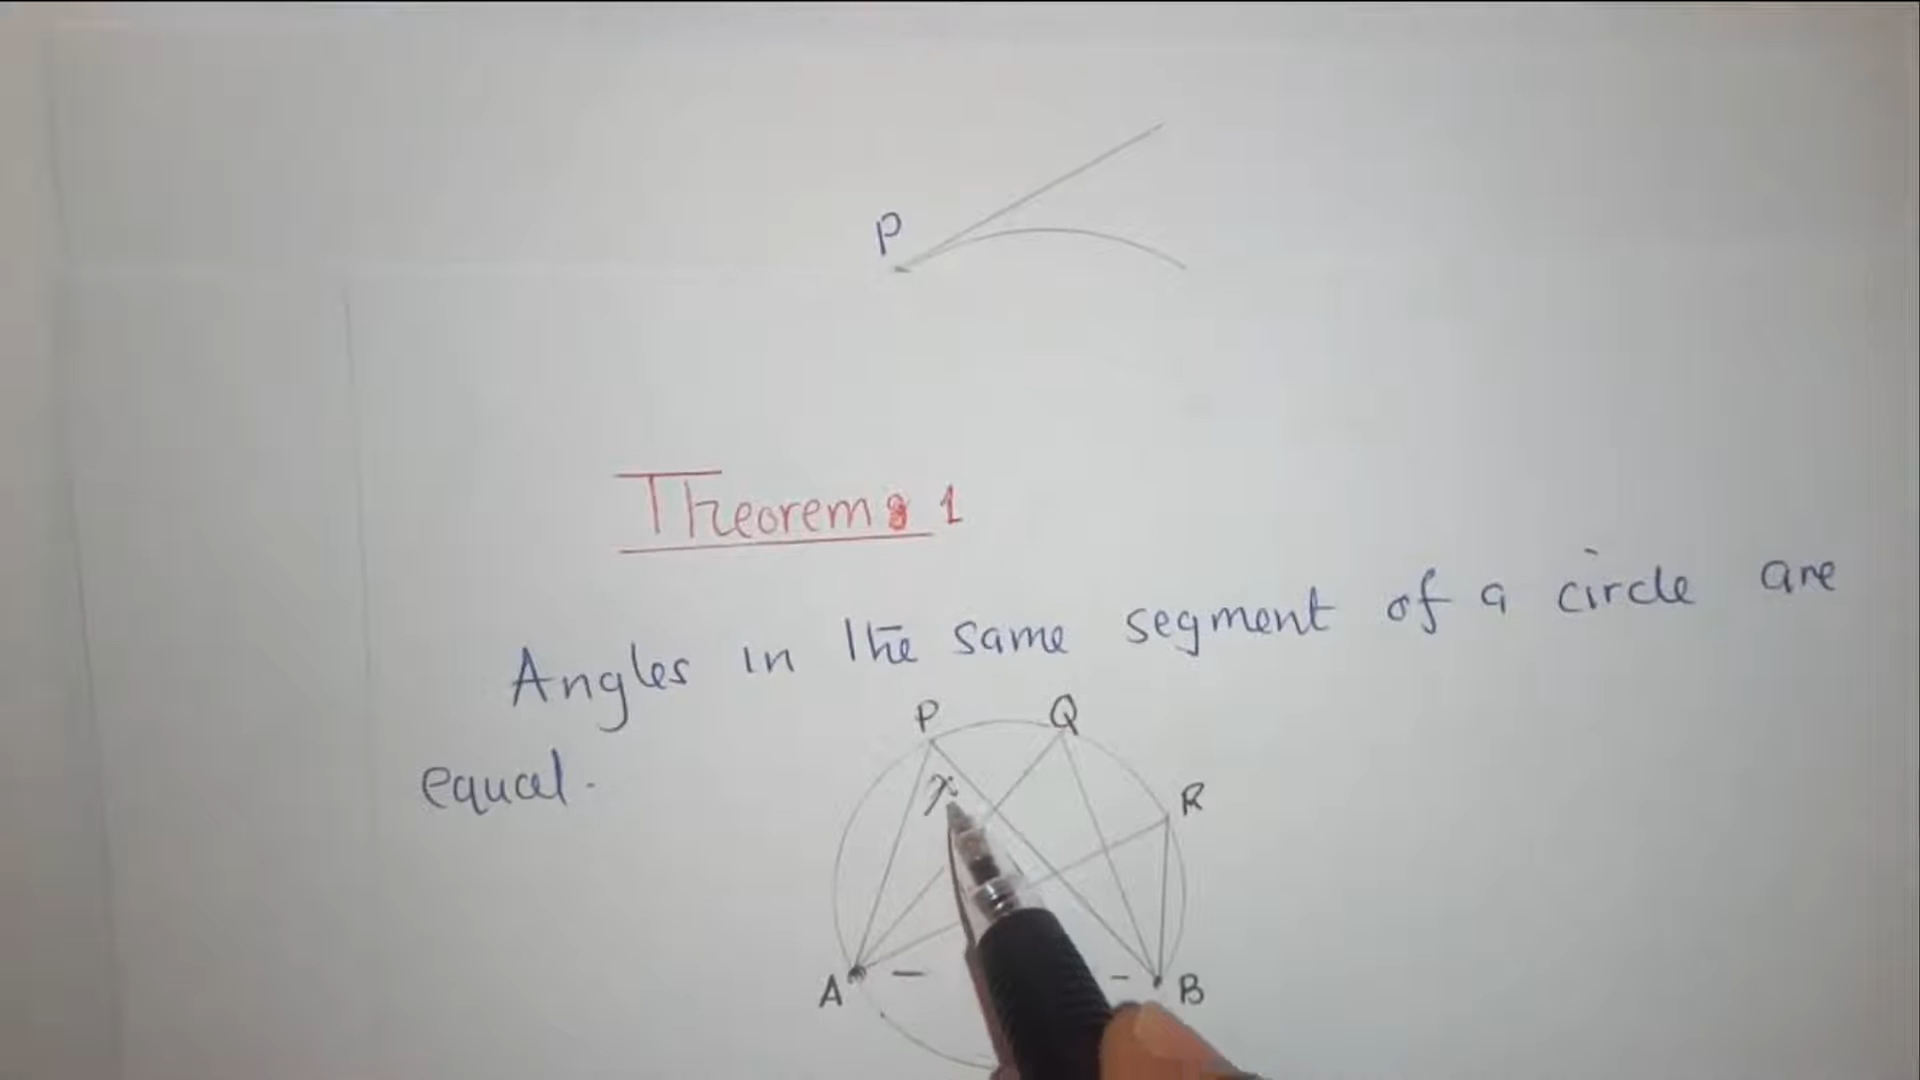 P
Theorem 1
Angles in the same segment of a circle are
equal.
P Q
x
R
A B